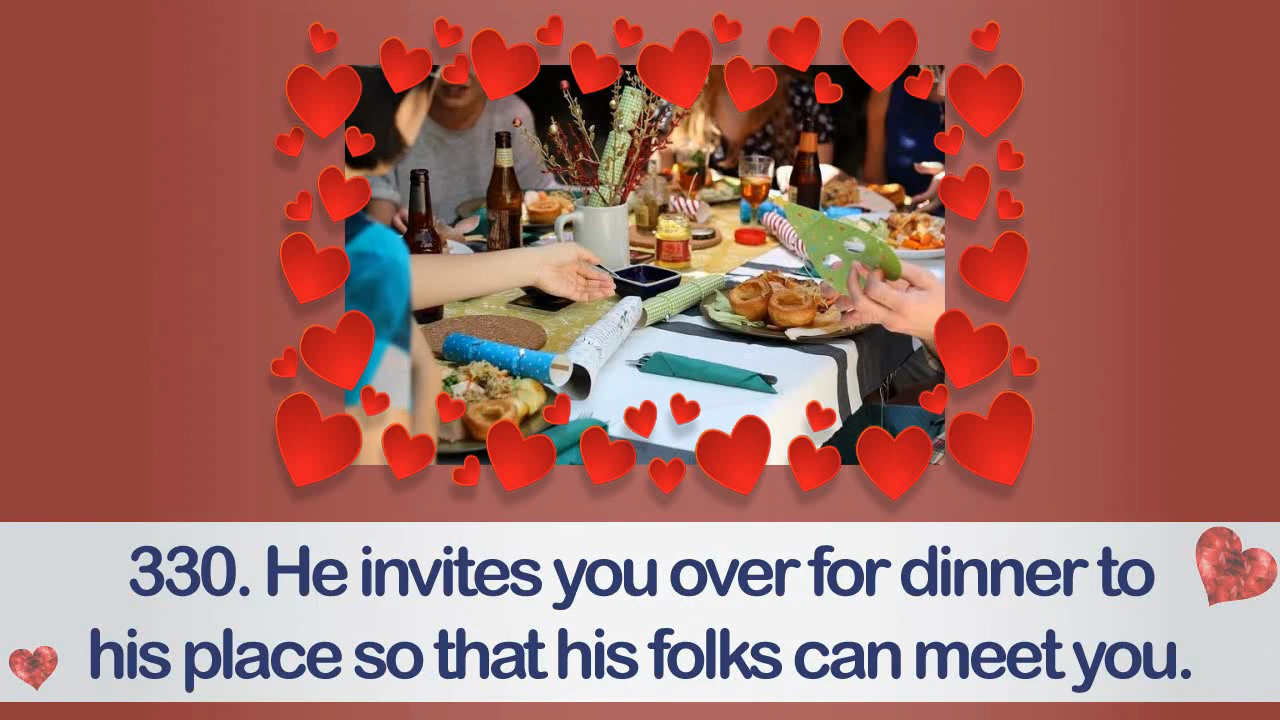 330. He invites you over for dinner to
his place so that his folks can meet you.